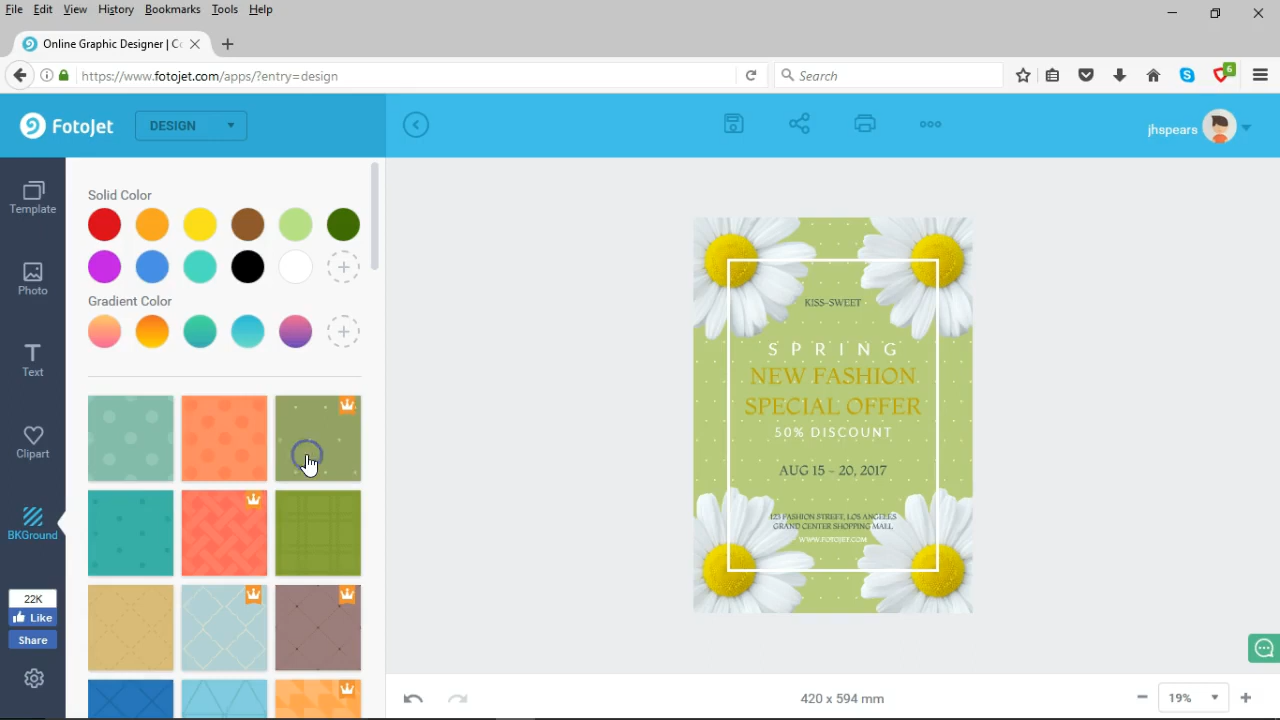 File Edit View History Bookmarks Tools Help
Online Graphic Designer | Co
https://www.fotojet.com/apps/?entry=design
Search
6
FotoJet
DESIGN
jhspears
Template
Photo
Text
Clipart
BKGround
22K
Like
Share
Solid Color
Gradient Color
KISS-SWEET
SPRING
NEW FASHION
SPECIAL OFFER
50% DISCOUNT
AUG 15 - 20, 2017
123 FASHION STREET, LOS ANGELES
GRAND CENTER SHOPPING MALL
WWW.FOTOJET.COM
420 x 594 mm
19%